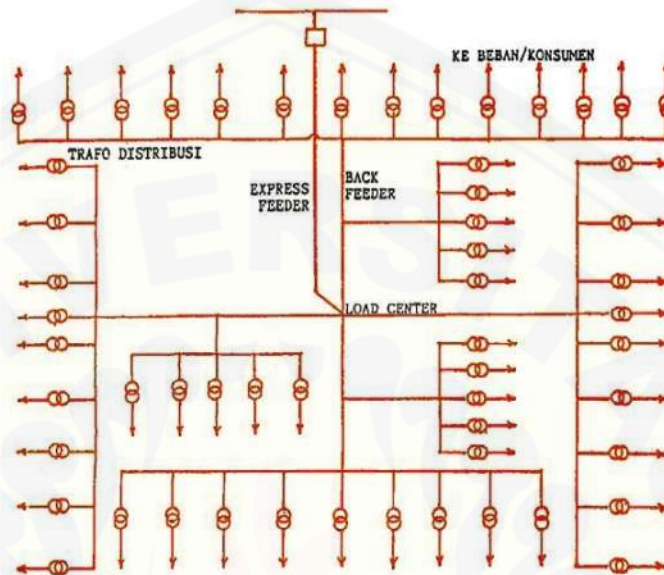 KE BEBAN/KONSUMEN
TRAFO DISTRIBUSI
EXPRESS
FEEDER
BACK
FEEDER
LOAD CENTER